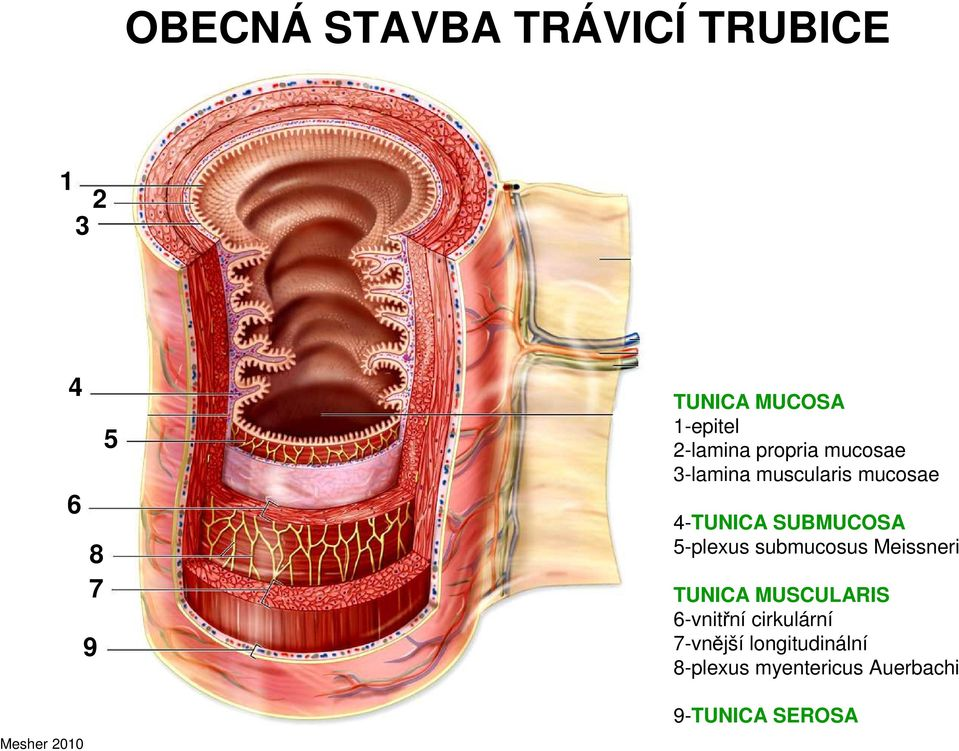 OBECNÁ STAVBA TRÁVICÍ TRUBICE
1
2
3
4
5
6
8
7
9
TUNICA MUCOSA
1-epitel
2-lamina propria mucosae
3-lamina muscularis mucosae
4-TUNICA SUBMUCOSA
5-plexus submucosus Meissneri
TUNICA MUSCULARIS
6-vnitřní cirkulární
7-vnější longitudinální
8-plexus myentericus Auerbachi
9-TUNICA SEROSA
Mesher 2010